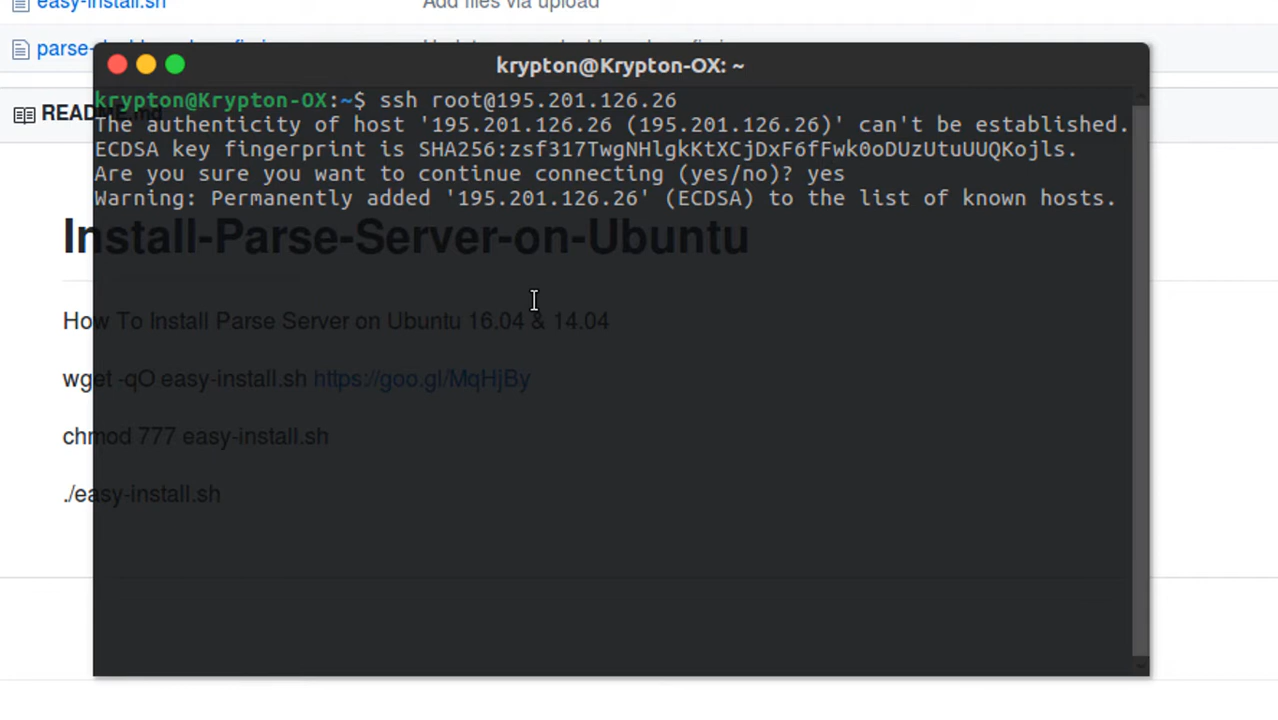 easy-install.sh Add files via upload
krypton@Krypton-OX: ~
krypton@Krypton-OX:~$ ssh root@195.201.126.26
README.md
The authenticity of host '195.201.126.26 (195.201.126.26)' can't be established.
ECDSA key fingerprint is SHA256:zsf317TwgNHlgkKtXCjDxF6fFwk0oDUzUtuUUQKojls.
Are you sure you want to continue connecting (yes/no)? yes
Warning: Permanently added '195.201.126.26' (ECDSA) to the list of known hosts.
Install-Parse-Server-on-Ubuntu
How To Install Parse Server on Ubuntu 16.04 & 14.04
wget -qO easy-install.sh https://goo.gl/MqHjBy
chmod 777 easy-install.sh
./easy-install.sh